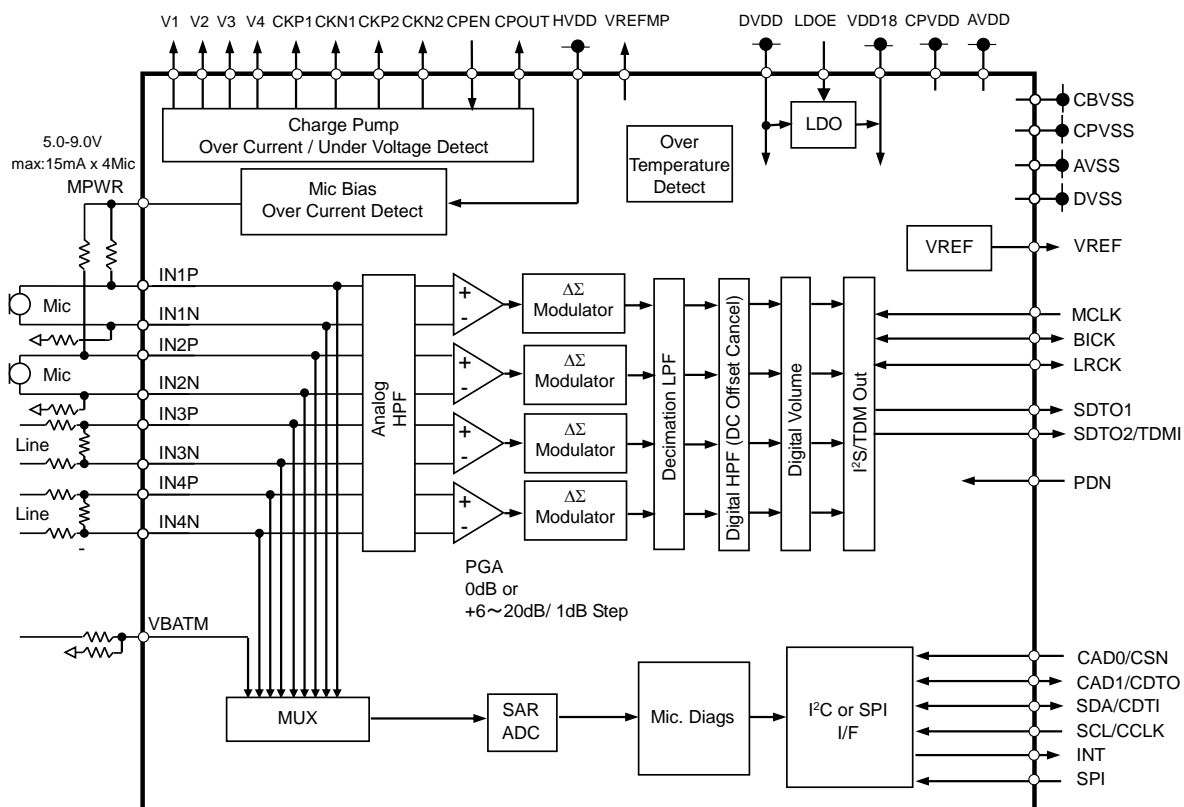 V1 V2 V3 V4 CKP1 CKN1 CKP2 CKN2 CPEN CPOUT HVDD VREFMP DVDD LDOE VDD18 CPVDD AVDD
Charge Pump
Over Current / Under Voltage Detect
Over
Temperature
Detect
LDO
CBVSS
CPVSS
AVSS
DVSS
5.0-9.0V
max:15mA x 4Mic
MPWR
Mic Bias
Over Current Detect
VREF
VREF
IN1P
Mic
IN1N
IN2P
Mic
IN2N
IN3P
Line
IN3N
IN4P
Line
IN4N
-
Analog
HPF
+
-
+
-
+
-
+
-
ΔΣ
Modulator
ΔΣ
Modulator
ΔΣ
Modulator
ΔΣ
Modulator
Decimation LPF
Digital HPF (DC Offset Cancel)
Digital Volume
I²S/TDM Out
MCLK
BICK
LRCK
SDTO1
SDTO2/TDMI
PDN
PGA
0dB or
+6～20dB/ 1dB Step
VBATM
MUX
SAR
ADC
Mic. Diags
I²C or SPI
I/F
CAD0/CSN
CAD1/CDTO
SDA/CDTI
SCL/CCLK
INT
SPI